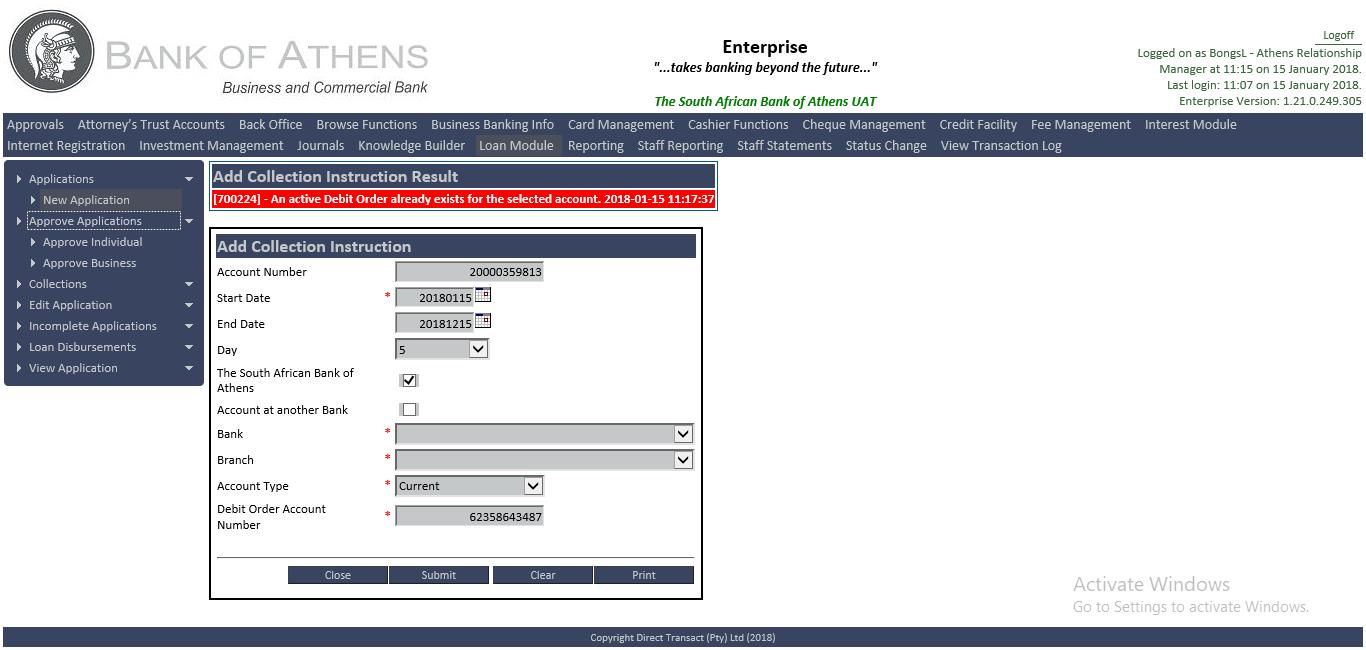 BANK OF ATHENS
Business and Commercial Bank
Enterprise
"...takes banking beyond the future..."
The South African Bank of Athens UAT
Logoff
Logged on as BongsL - Athens Relationship
Manager at 11:15 on 15 January 2018.
Last login: 11:07 on 15 January 2018.
Enterprise Version: 1.21.0.249.305
Approvals Attorney's Trust Accounts Back Office Browse Functions Business Banking Info Card Management Cashier Functions Cheque Management Credit Facility Fee Management Interest Module
Internet Registration Investment Management Journals Knowledge Builder Loan Module Reporting Staff Reporting Staff Statements Status Change View Transaction Log
Applications
New Application
Approve Applications
Approve Individual
Approve Business
Collections
Edit Application
Incomplete Applications
Loan Disbursements
View Application
Add Collection Instruction Result
[700224] - An active Debit Order already exists for the selected account. 2018-01-15 11:17:37
Add Collection Instruction
Account Number 20000359813
Start Date * 20180115
End Date 20181215
Day 5
The South African Bank of
Athens
Account at another Bank
Bank *
Branch *
Account Type * Current
Debit Order Account
Number * 62358643487
Close Submit Clear Print
Activate Windows
Go to Settings to activate Windows.
Copyright Direct Transact (Pty) Ltd (2018)